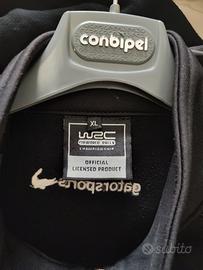 conbipel
XL
WRC
FIA WORLD RALLY
CHAMPIONSHIP
OFFICIAL
LICENSED PRODUCT
gatorsports
subito